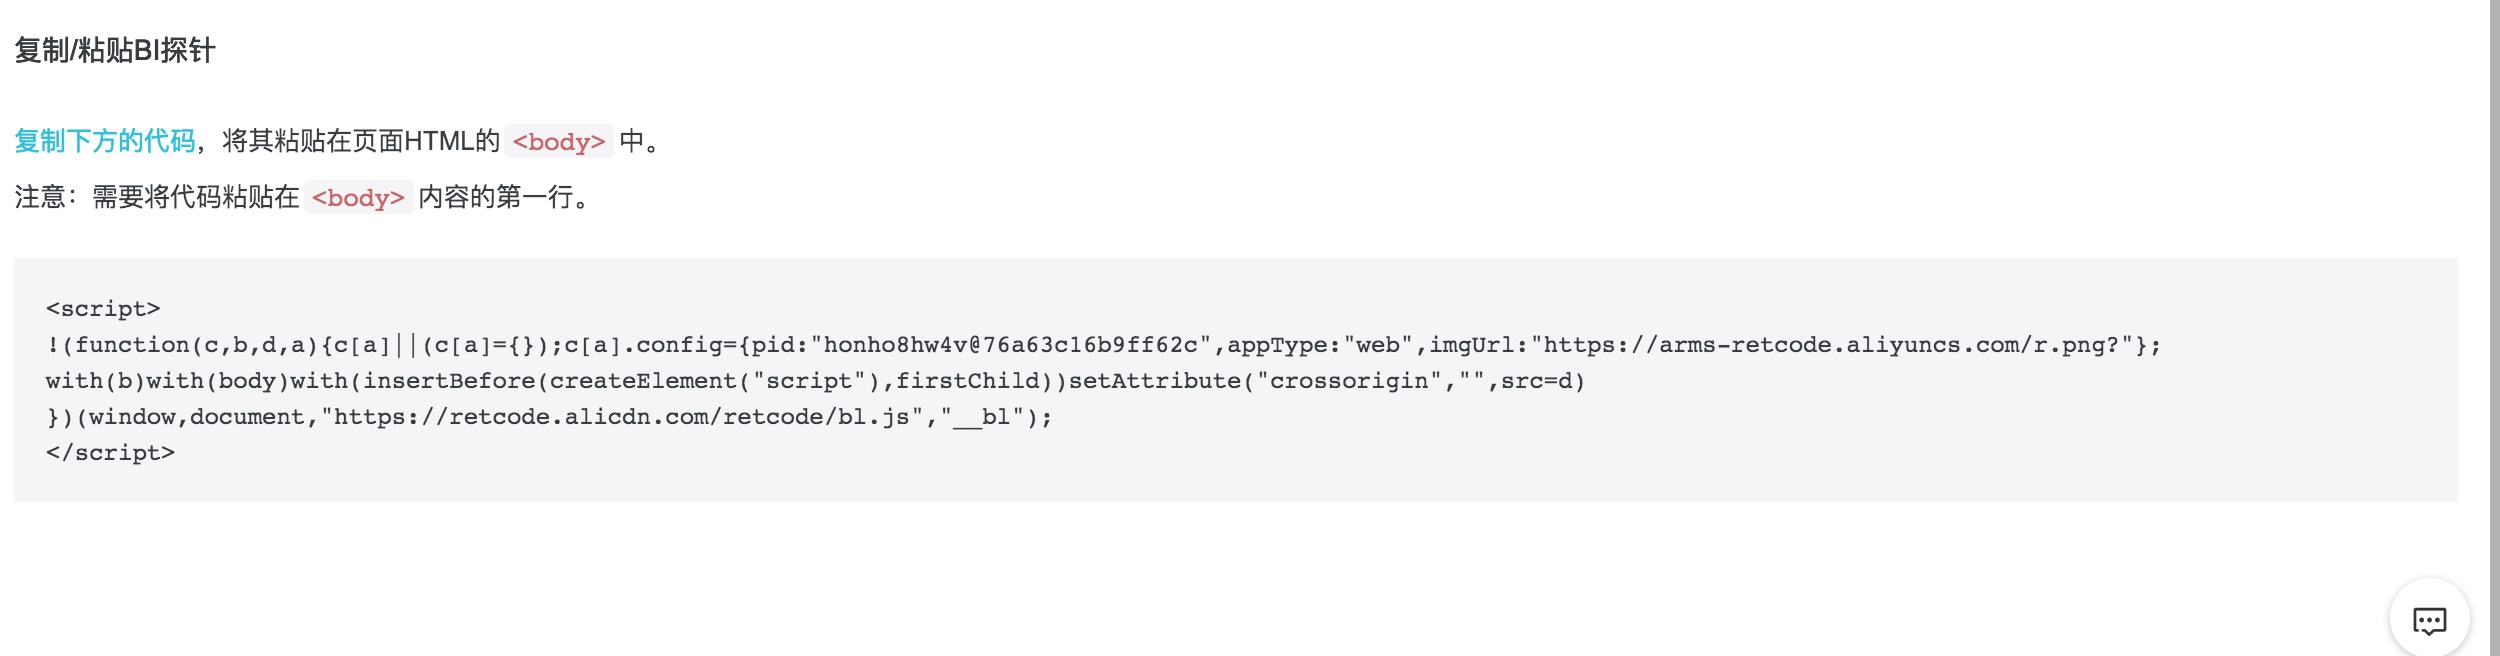 复制/粘贴BI探针
复制下方的代码，将其粘贴在页面HTML的 <body> 中。
注意：需要将代码粘贴在 <body> 内容的第一行。
<script>
!(function(c,b,d,a){c[a]||(c[a]={});c[a].config={pid:"honho8hw4v@76a63c16b9ff62c",appType:"web",imgUrl:"https://arms-retcode.aliyuncs.com/r.png?"};
with(b)with(body)with(insertBefore(createElement("script"),firstChild))setAttribute("crossorigin","",src=d)
})(window,document,"https://retcode.alicdn.com/retcode/bl.js","__bl");
</script>